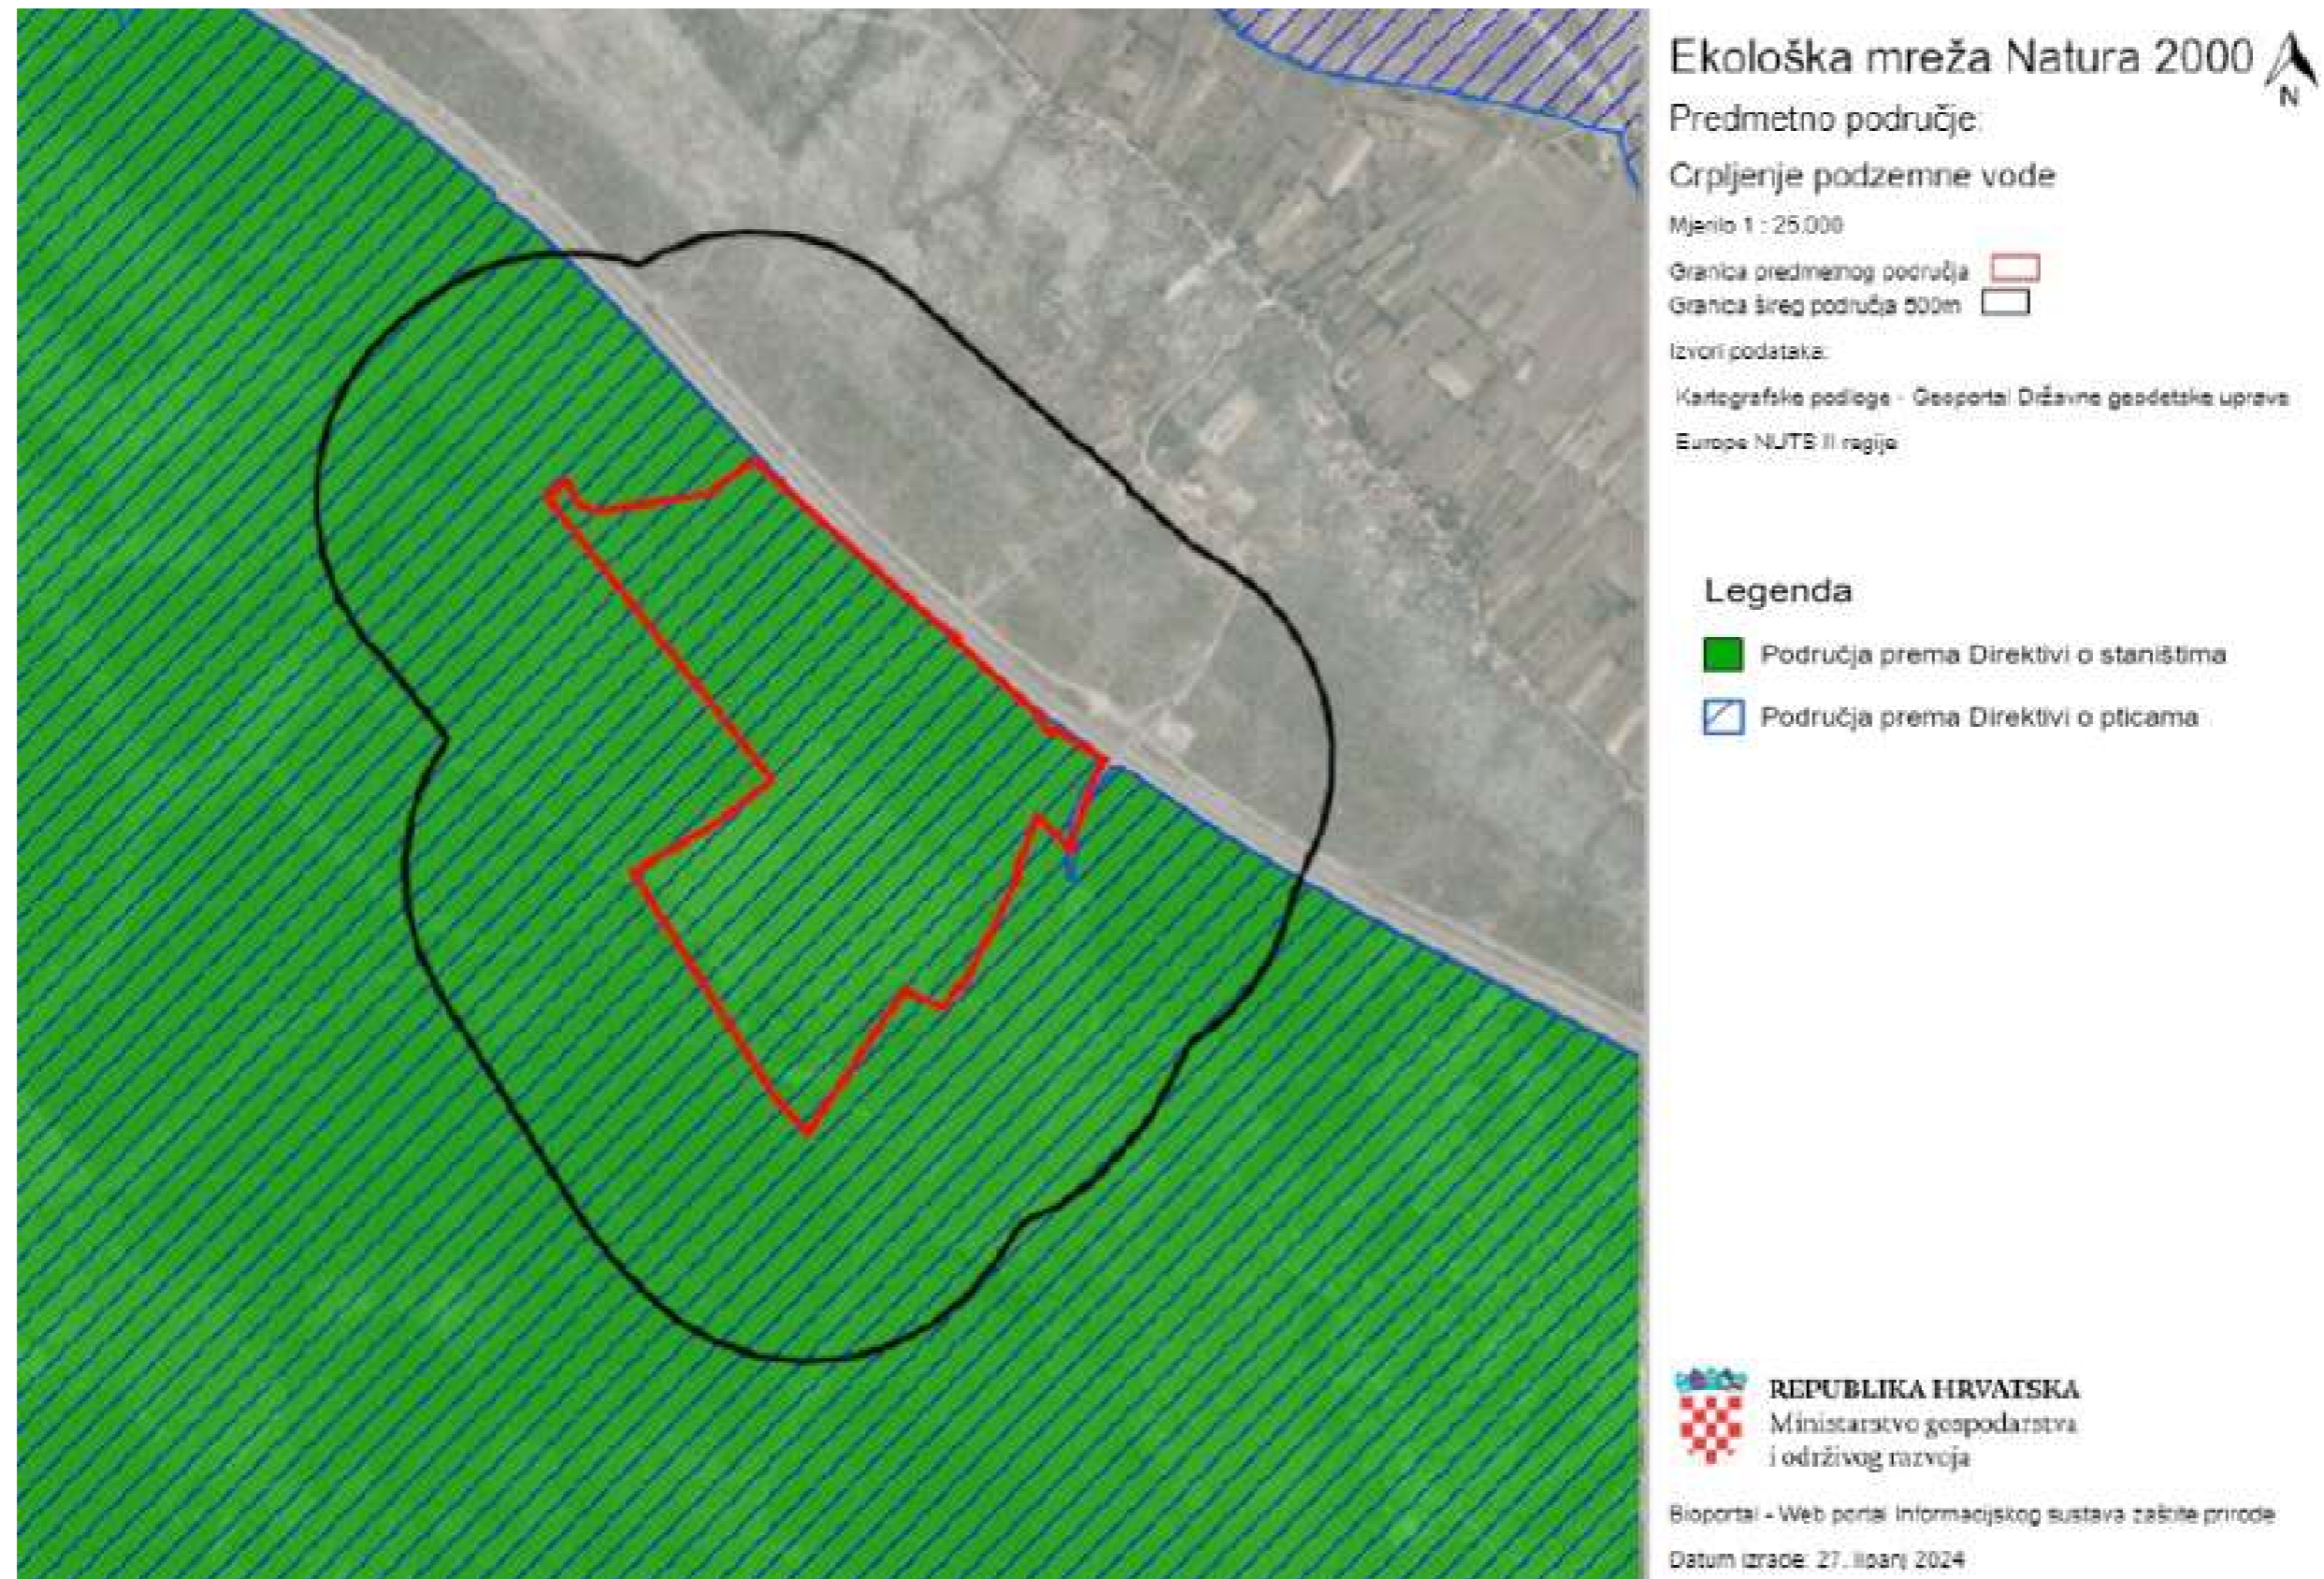 Ekološka mreža Natura 2000
N
Predmetno područje:
Crpljenje podzemne vode
Mjerilo 1 : 25.000
Granica predmetnog područja
Granica šireg područja 500m
Izvori podataka:
Kartografske podloge - Geoportal Državne geodetske uprave
Europe NUTS II regije
Legenda
Područja prema Direktivi o staništima
Područja prema Direktivi o pticama
REPUBLIKA HRVATSKA
Ministarstvo gospodarstva
i održivog razvoja
Bioportal - Web portal Informacijskog sustava zaštite prirode
Datum izrade: 27. lipanj 2024